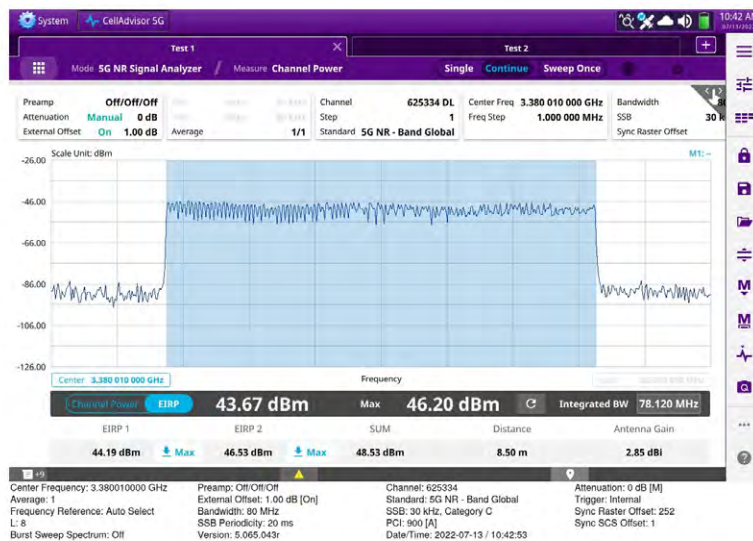 System CellAdvisor 5G 10:42 AM
07/13/2022
Test 1 Test 2
Mode 5G NR Signal Analyzer / Measure Channel Power Single Continue Sweep Once
Preamp Off/Off/Off
Attenuation Manual 0 dB
External Offset On 1.00 dB
Average 1/1
Channel 625334 DL
Step 1
Standard 5G NR - Band Global
Center Freq 3.380 010 000 GHz
Freq Step 1.000 000 MHz
Bandwidth 80
SSB 30 k
Sync Raster Offset
Scale Unit: dBm M1: --
-26.00
-46.00
-66.00
-86.00
-106.00
-126.00
Center 3.380 010 000 GHz Frequency
Channel Power EIRP 43.67 dBm Max 46.20 dBm Integrated BW 78.120 MHz
EIRP 1 EIRP 2 SUM Distance Antenna Gain
44.19 dBm Max 46.53 dBm Max 48.53 dBm 8.50 m 2.85 dBi
+9
Center Frequency: 3.380010000 GHz Preamp: Off/Off/Off Channel: 625334 Attenuation: 0 dB [M]
Average: 1 External Offset: 1.00 dB [On] Standard: 5G NR - Band Global Trigger: Internal
Frequency Reference: Auto Select Bandwidth: 80 MHz SSB: 30 kHz, Category C Sync Raster Offset: 252
L: 8 SSB Periodicity: 20 ms PCI: 900 [A] Sync SCS Offset: 1
Burst Sweep Spectrum: Off Version: 5.065.043r Date/Time: 2022-07-13 / 10:42:53